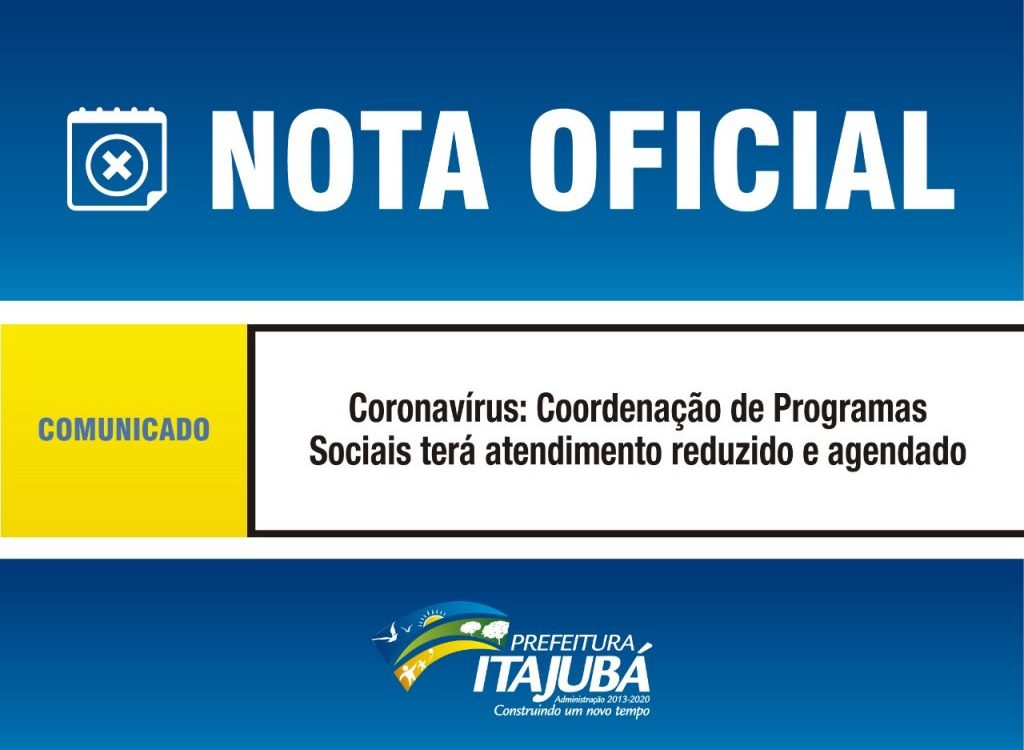 NOTA OFICIAL
COMUNICADO
Coronavírus: Coordenação de Programas
Sociais terá atendimento reduzido e agendado
PREFEITURA
ITAJUBÁ
Administração 2013-2020
Construindo um novo tempo